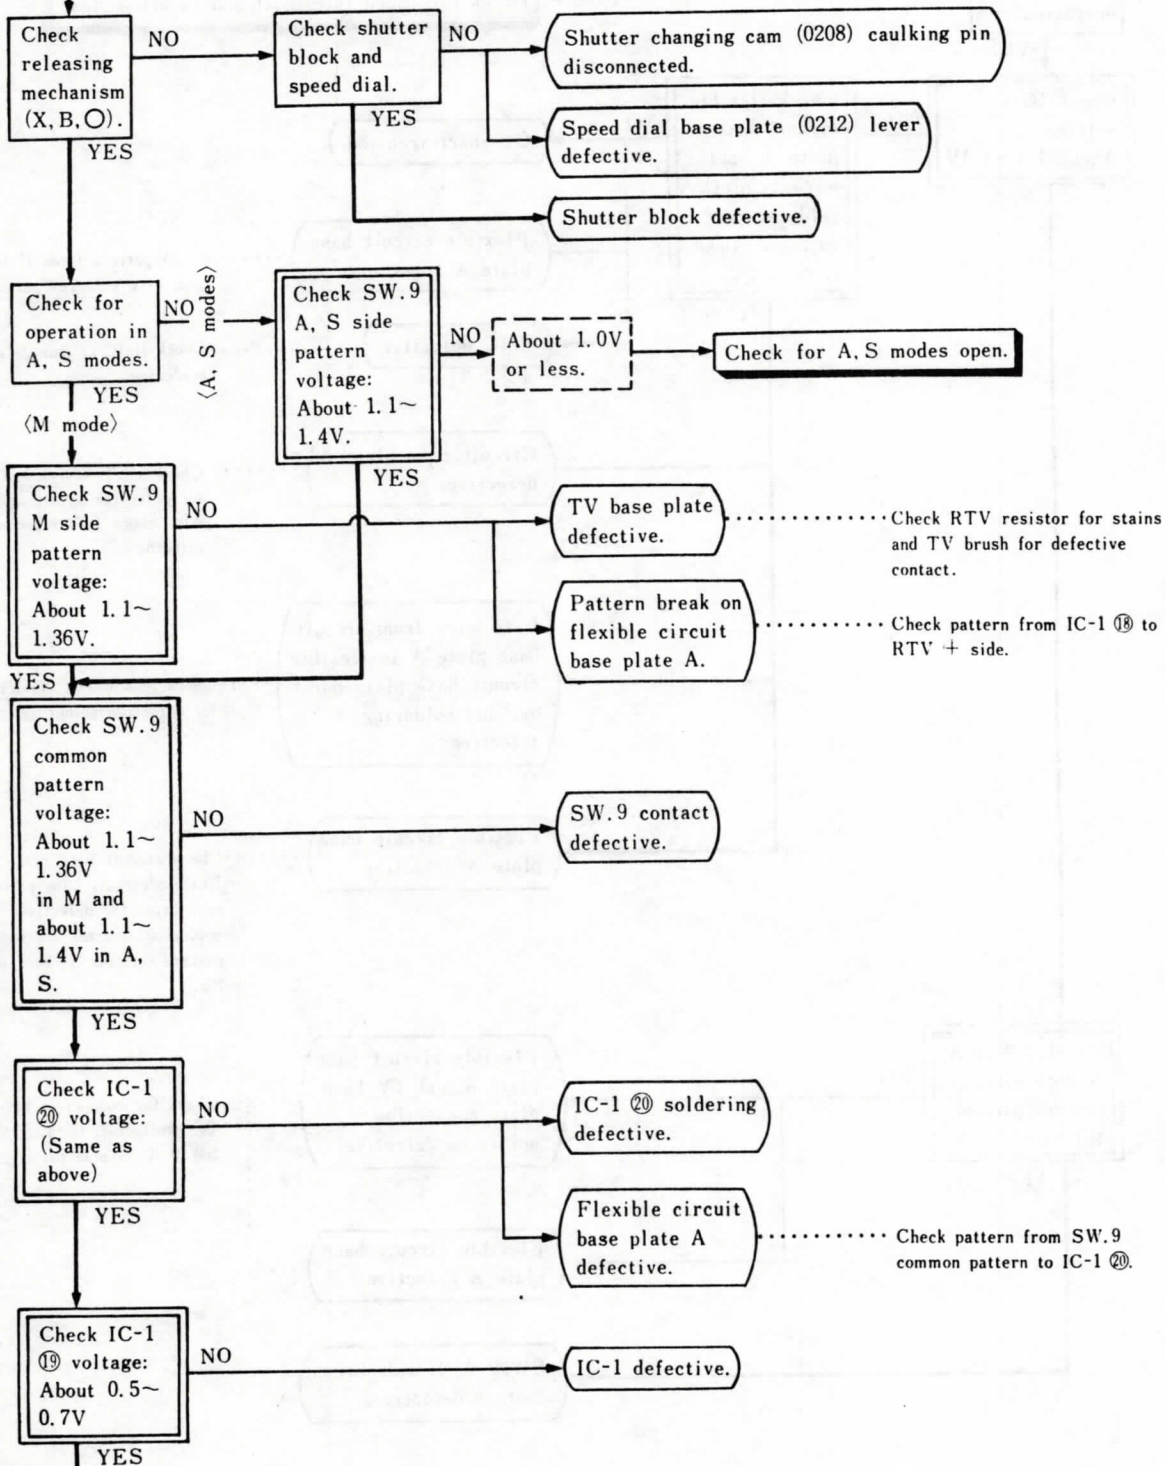 Check
releasing
mechanism
(X, B, ○).
NO
YES
Check shutter
block and
speed dial.
NO
YES
Shutter changing cam (0208) caulking pin
disconnected.
Speed dial base plate (0212) lever
defective.
Shutter block defective.
Check for
operation in
A, S modes.
NO
〈A, S modes〉
YES
〈M mode〉
Check SW.9
A, S side
pattern
voltage:
About 1.1~
1.4V.
NO
YES
About 1.0V
or less.
Check for A, S modes open.
Check SW.9
M side
pattern
voltage:
About 1.1~
1.36V.
NO
YES
TV base plate
defective.
Check RTV resistor for stains
and TV brush for defective
contact.
Pattern break on
flexible circuit
base plate A.
Check pattern from IC-1 ⑱ to
RTV + side.
Check SW.9
common
pattern
voltage:
About 1.1~
1.36V
in M and
about 1.1~
1.4V in A,
S.
NO
YES
SW.9 contact
defective.
Check IC-1
⑳ voltage:
(Same as
above)
NO
YES
IC-1 ⑳ soldering
defective.
Flexible circuit
base plate A
defective.
Check pattern from SW.9
common pattern to IC-1 ⑳.
Check IC-1
⑲ voltage:
About 0.5~
0.7V
NO
YES
IC-1 defective.